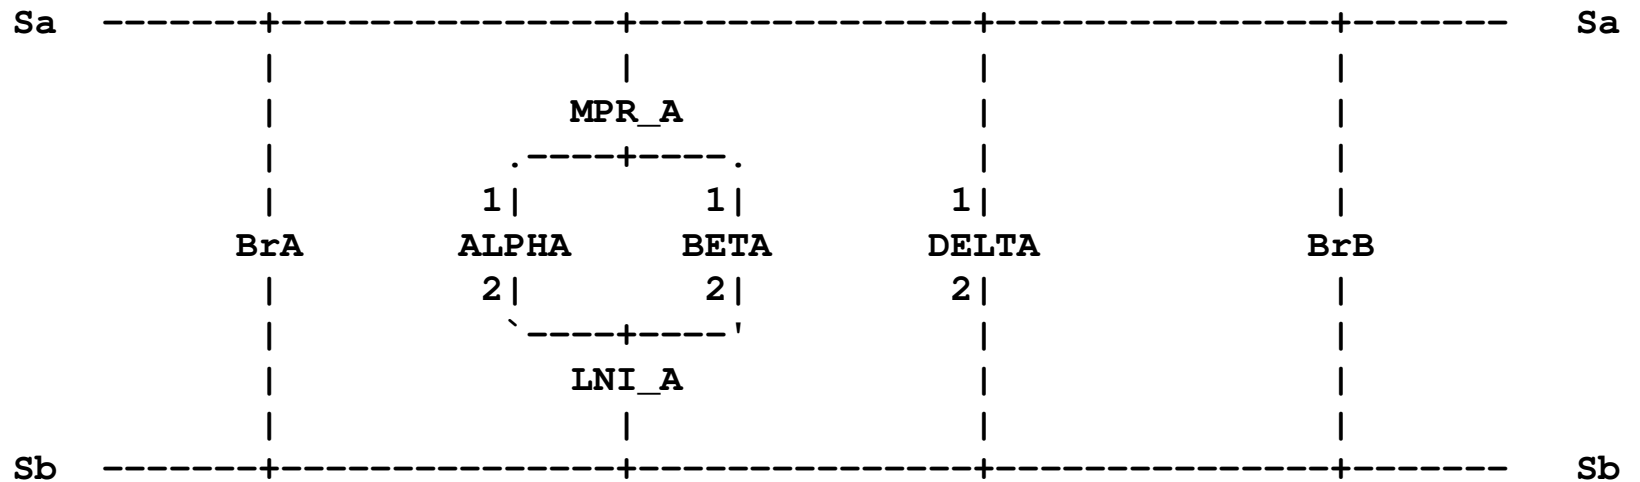 Sa Sa
MPR_A
1 1 1
BrA ALPHA BETA DELTA BrB
2 2 2
LNI_A
Sb Sb